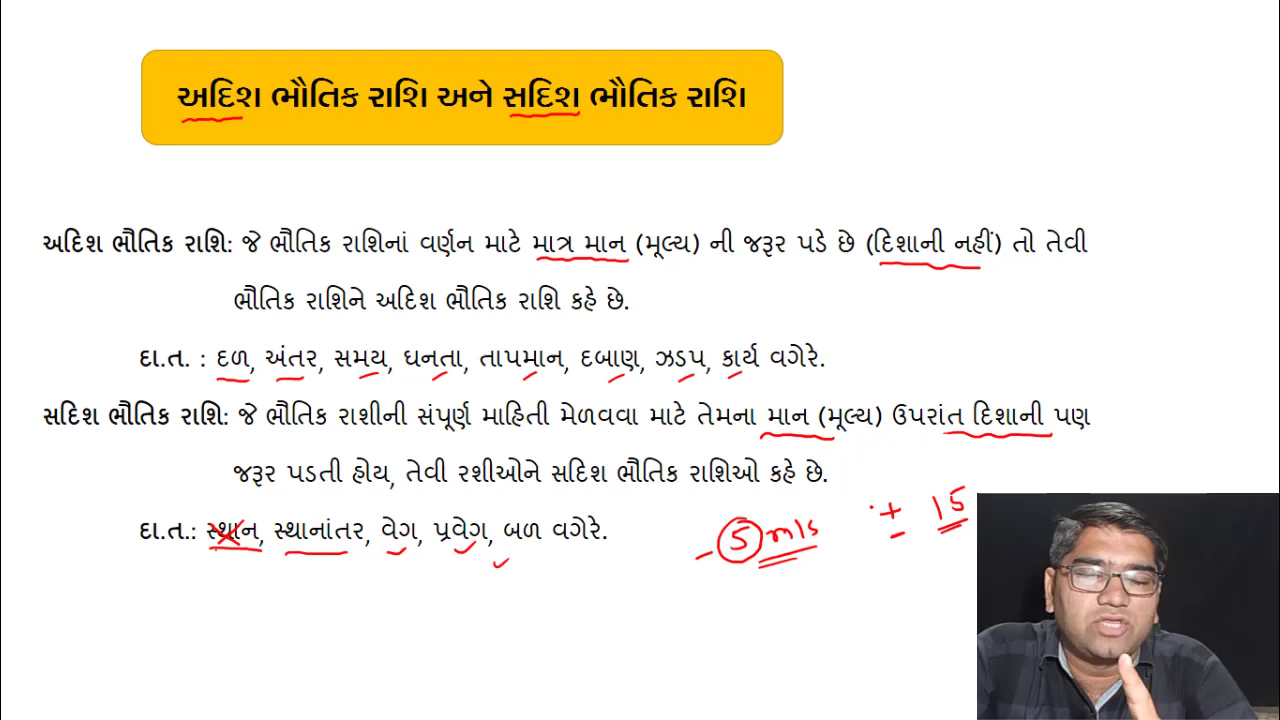 અદિશ ભૌતિક રાશિ અને સદિશ ભૌતિક રાશિ
અદિશ ભૌતિક રાશિ: જે ભૌતિક રાશિનાં વર્ણન માટે માત્ર માન (મૂલ્ય) ની જરૂર પડે છે (દિશાની નહીં) તો તેવી
ભૌતિક રાશિને અદિશ ભૌતિક રાશિ કહે છે.
દા.ત. : દળ, અંતર, સમય, ઘનતા, તાપમાન, દબાણ, ઝડપ, કાર્ય વગેરે.
સદિશ ભૌતિક રાશિ: જે ભૌતિક રાશીની સંપૂર્ણ માહિતી મેળવવા માટે તેમના માન (મૂલ્ય) ઉપરાંત દિશાની પણ
જરૂર પડતી હોય, તેવી રશીઓને સદિશ ભૌતિક રાશિઓ કહે છે.
દા.ત.: સ્થાન, સ્થાનાંતર, વેગ, પ્રવેગ, બળ વગેરે.
- 5 m/s
± 15